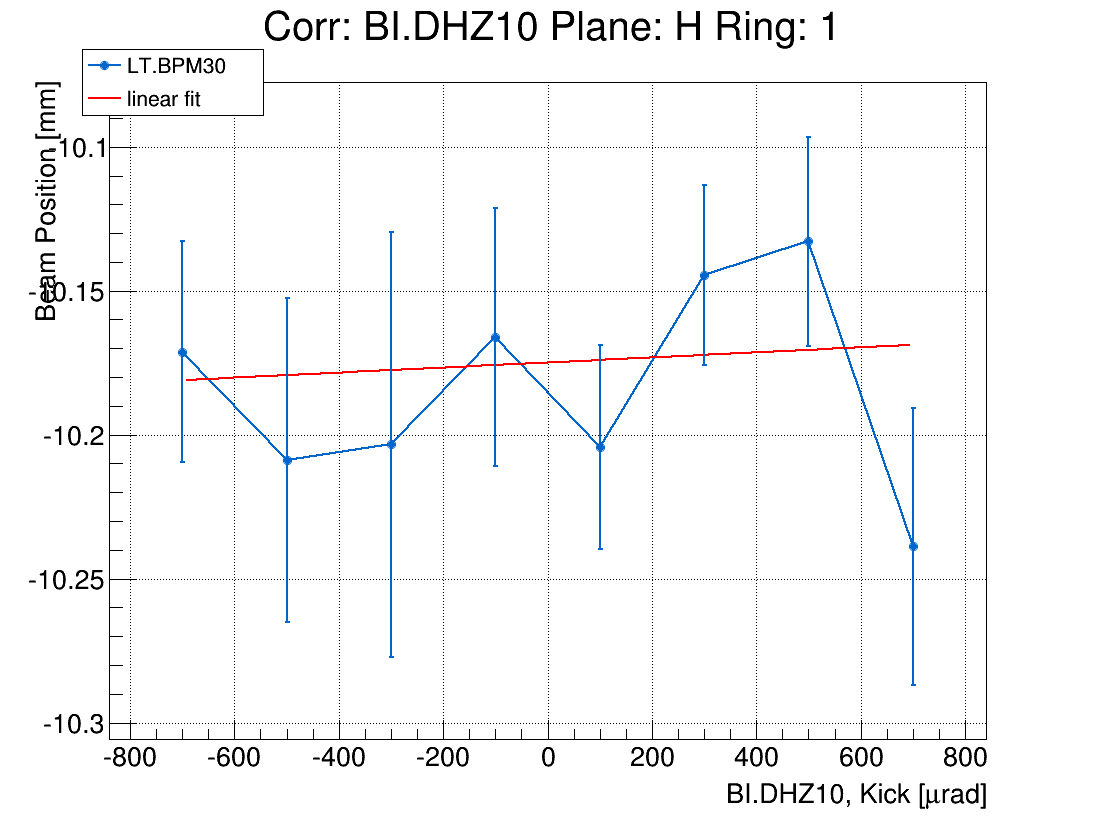 Corr: BI.DHZ10 Plane: H Ring: 1
LT.BPM30
linear fit
Beam Position [mm]
-10.1
-10.15
-10.2
-10.25
-10.3
-800 -600 -400 -200 0 200 400 600 800
BI.DHZ10, Kick [μrad]